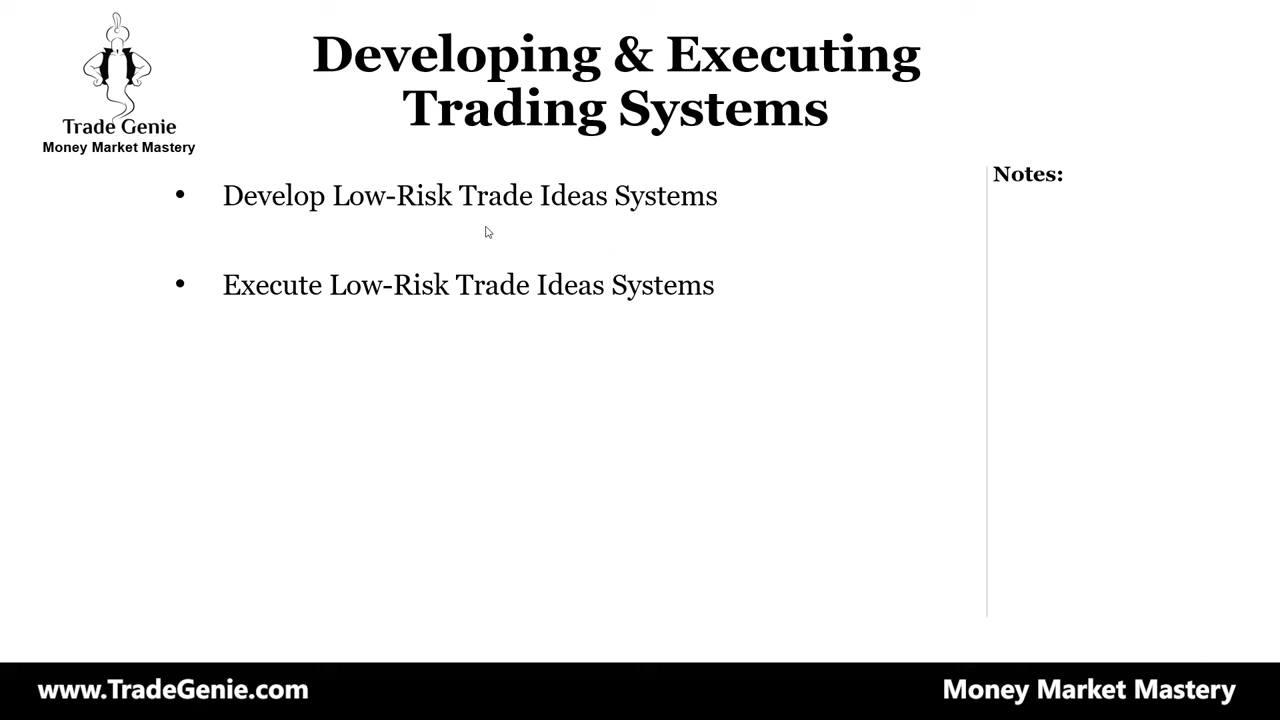 Developing & Executing
Trading Systems
Trade Genie
Money Market Mastery
• Develop Low-Risk Trade Ideas Systems
• Execute Low-Risk Trade Ideas Systems
Notes:
www.TradeGenie.com
Money Market Mastery